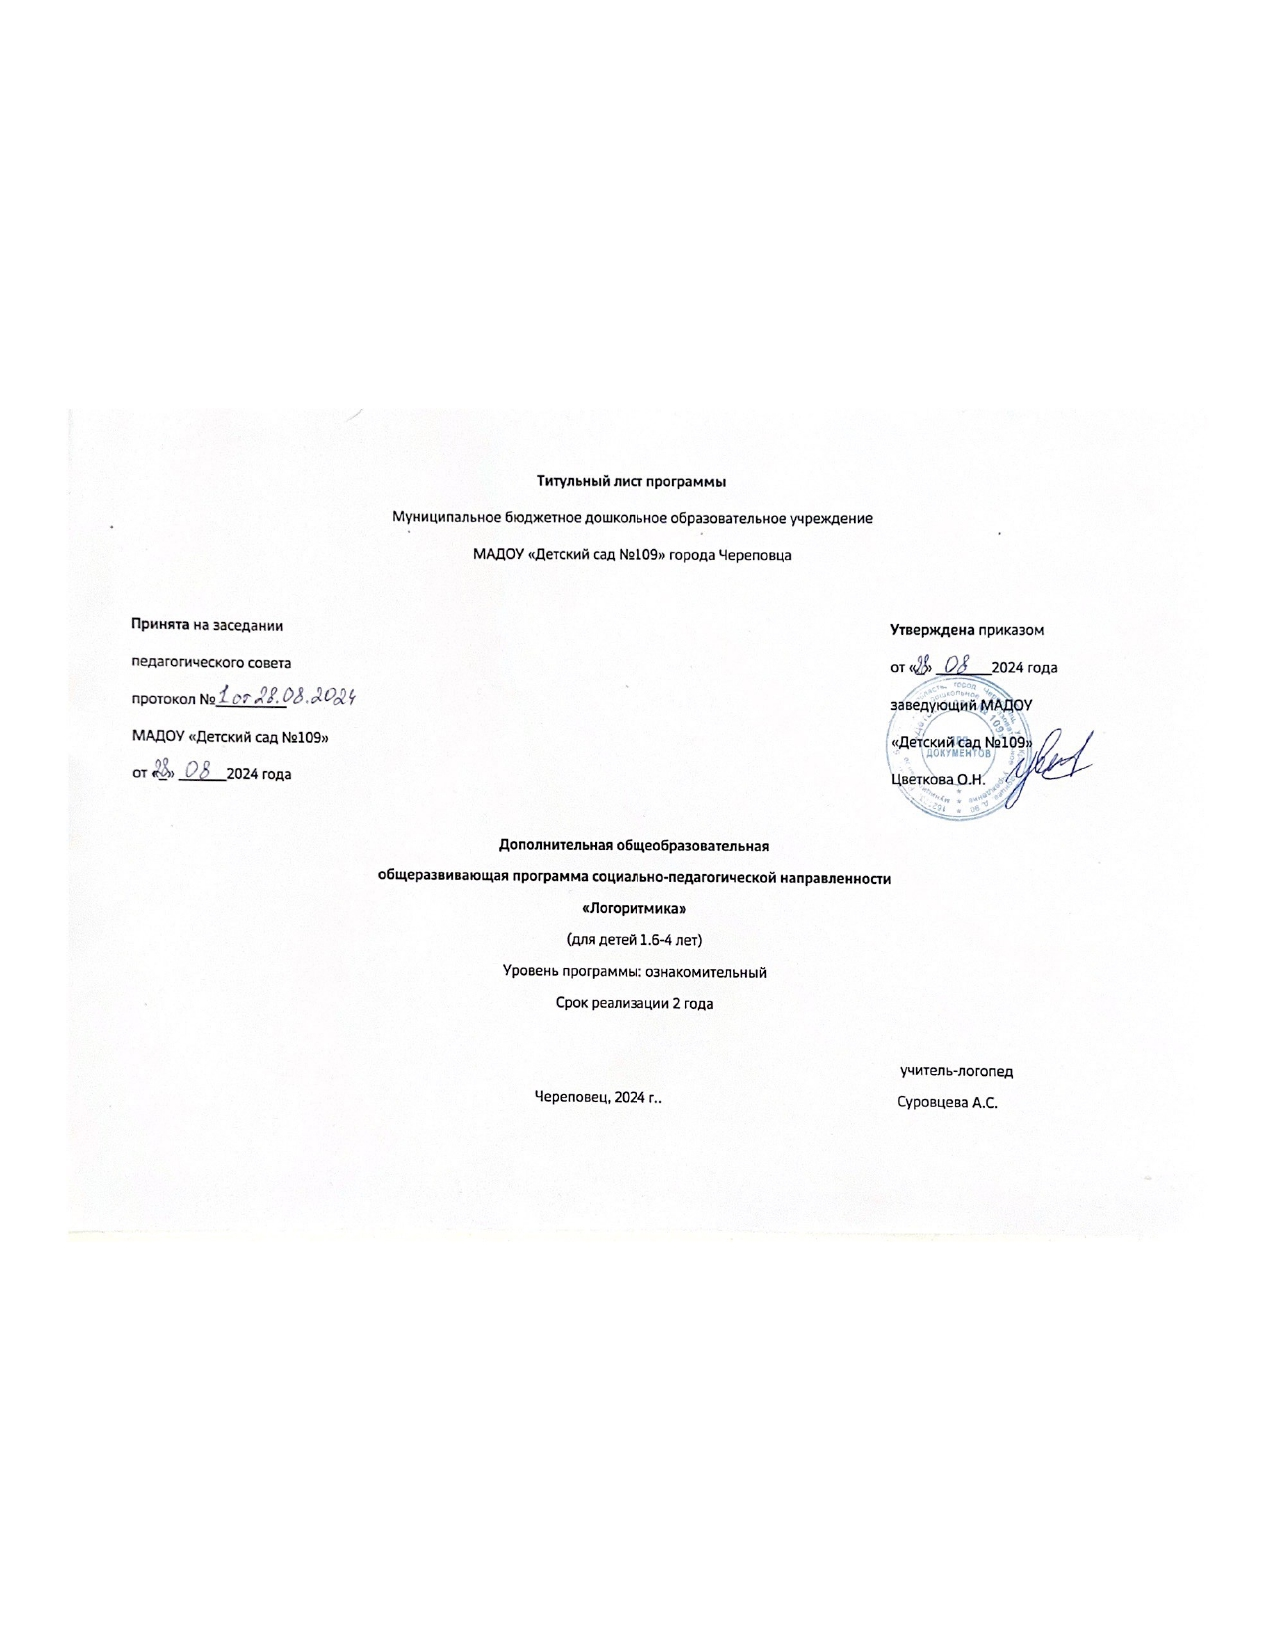 Титульный лист программы
Муниципальное бюджетное дошкольное образовательное учреждение
МАДОУ «Детский сад №109» города Череповца
Принята на заседании
педагогического совета
протокол № 1 от 28.08.2024
МАДОУ «Детский сад №109»
от «28» 08 2024 года
Утверждена приказом
от «28» 08 2024 года
заведующий МАДОУ
«Детский сад №109»
ДОКУМЕНТОВ
Цветкова О.Н.
Дополнительная общеобразовательная
общеразвивающая программа социально-педагогической направленности
«Логоритмика»
(для детей 1.6-4 лет)
Уровень программы: ознакомительный
Срок реализации 2 года
учитель-логопед
Череповец, 2024 г..
Суровцева А.С.